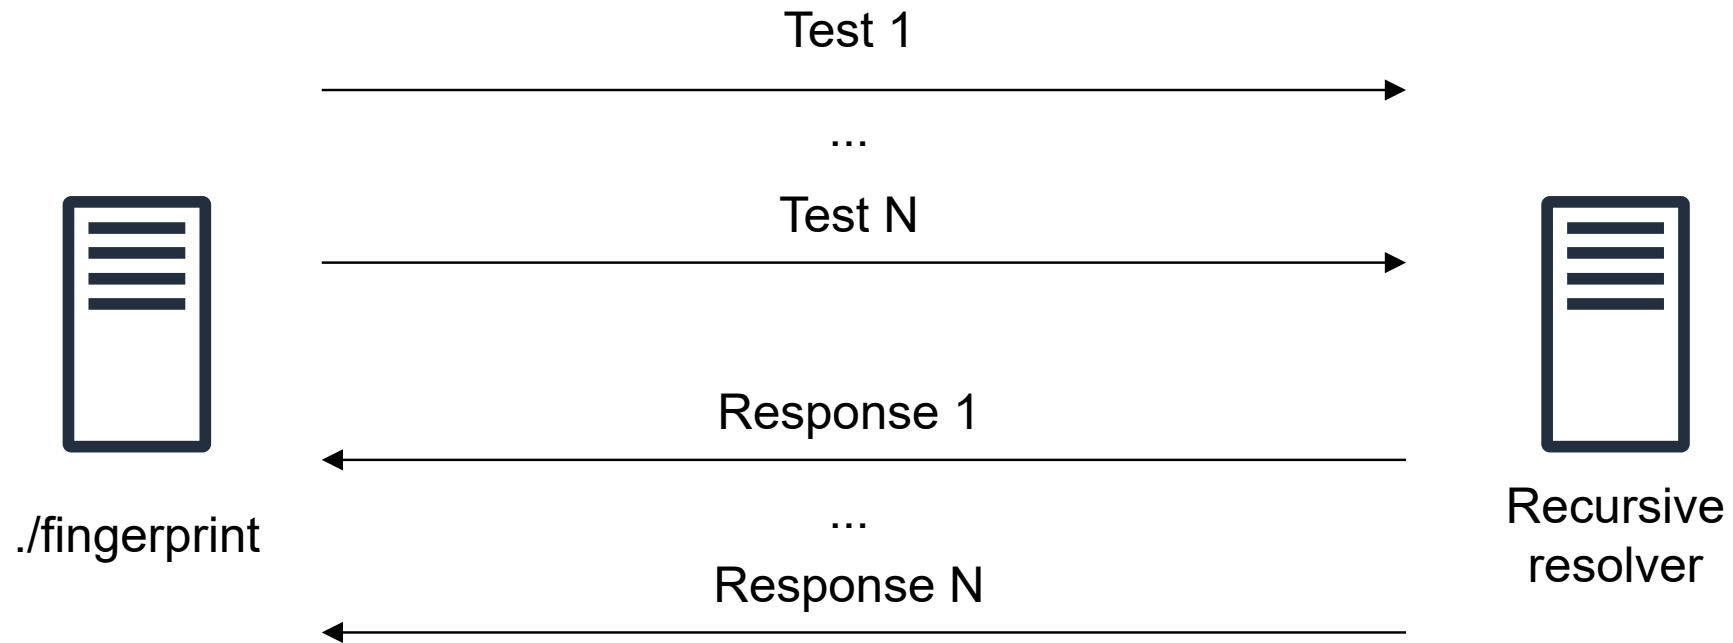 Test 1
...
Test N
Response 1
./fingerprint
Recursive
resolver
...
Response N